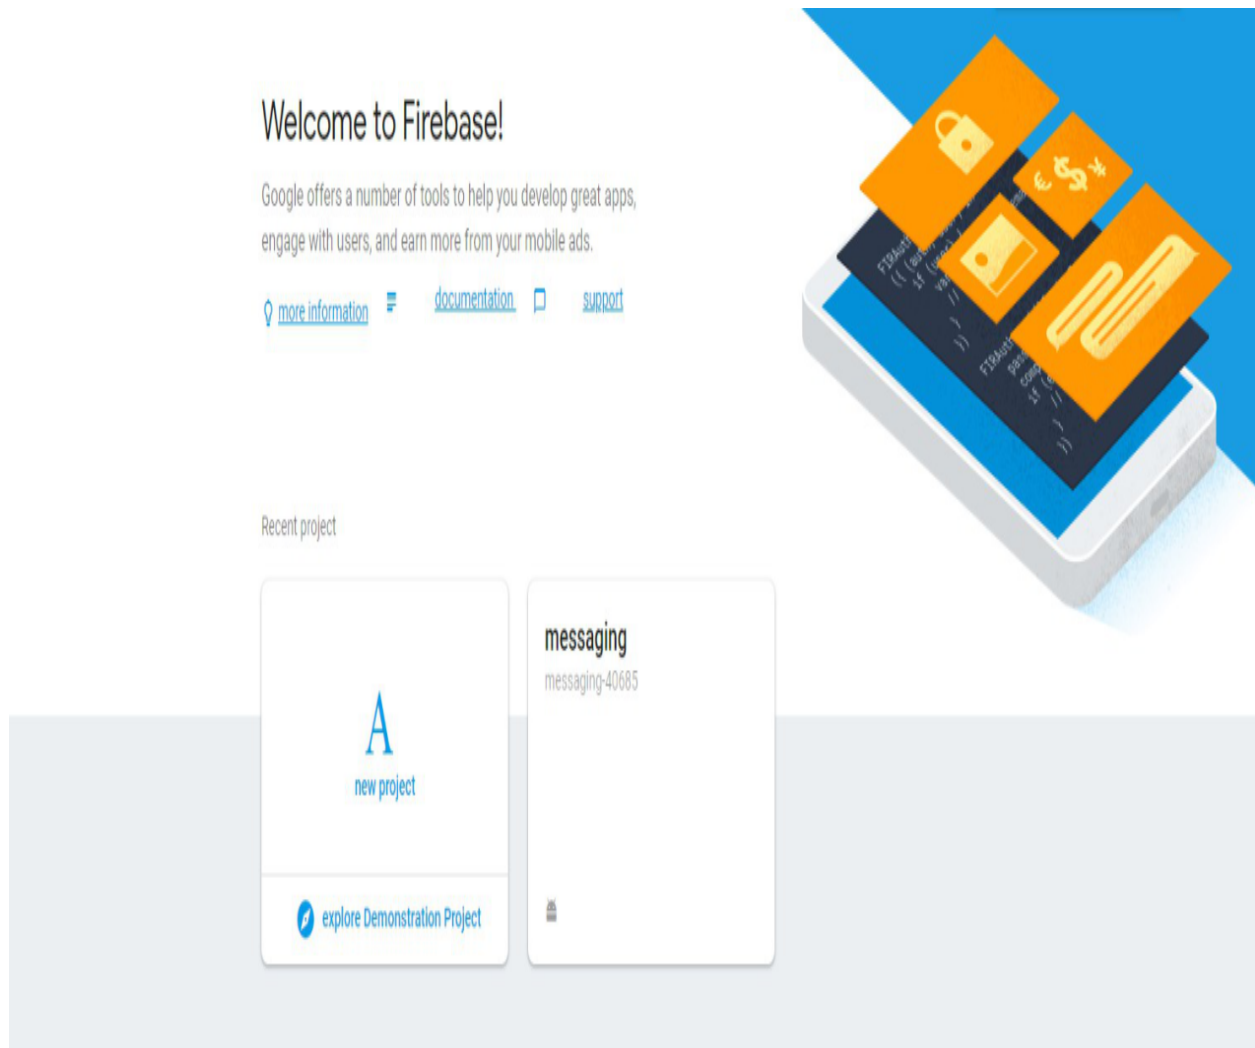 Welcome to Firebase!
Google offers a number of tools to help you develop great apps,
engage with users, and earn more from your mobile ads.
more information documentation support
Recent project
A
new project
explore Demonstration Project
messaging
messaging-40685